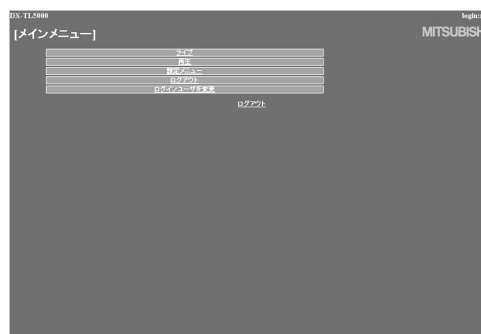 DX-TL5000
login:
[メインメニュー]
MITSUBISH
ライブ
再生
設定メニュー
ログアウト
ログインユーザを変更
ログアウト